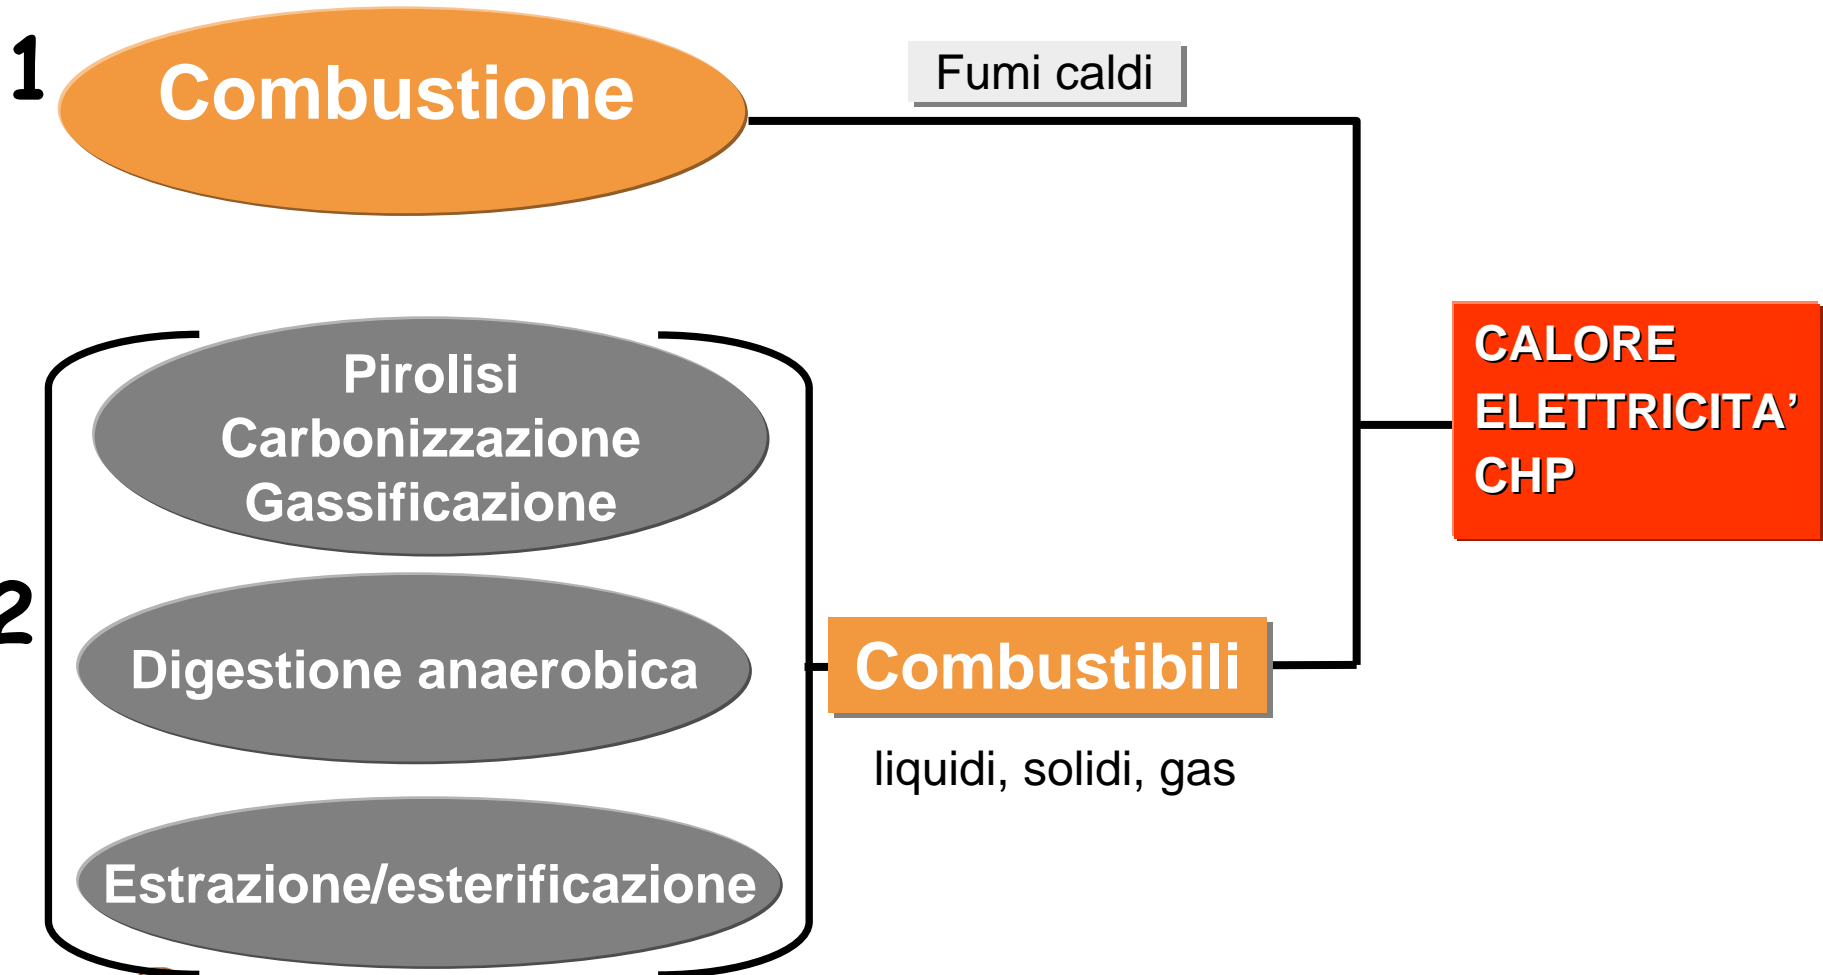 1
Combustione
Fumi caldi
CALORE
ELETTRICITA’
CHP
2
Pirolisi
Carbonizzazione
Gassificazione
Digestione anaerobica
Estrazione/esterificazione
Combustibili
liquidi, solidi, gas